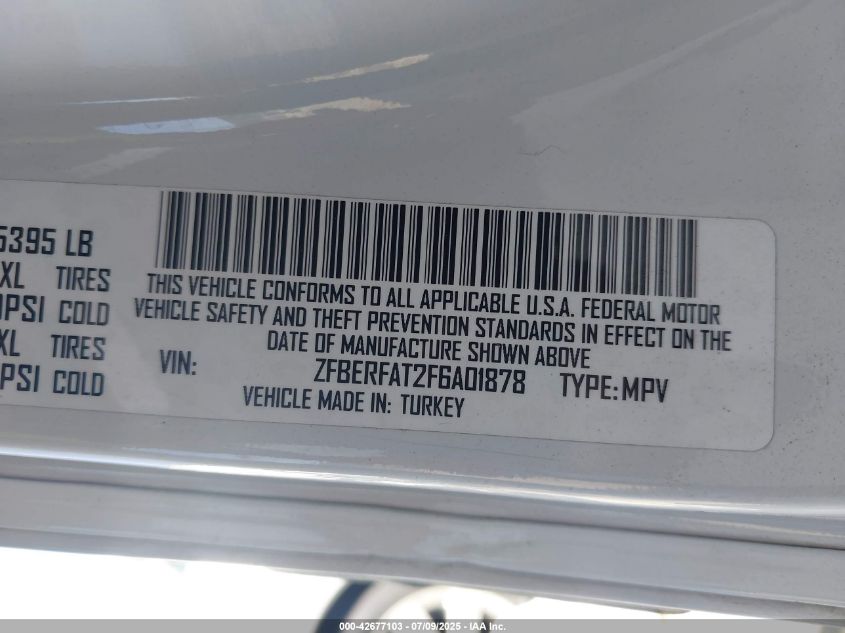 5395 LB
XL TIRES
PSI COLD
XL TIRES
PSI COLD
THIS VEHICLE CONFORMS TO ALL APPLICABLE U.S.A. FEDERAL MOTOR
VEHICLE SAFETY AND THEFT PREVENTION STANDARDS IN EFFECT ON THE
DATE OF MANUFACTURE SHOWN ABOVE
VIN: ZFBERFAT2F6A01878 TYPE: MPV
VEHICLE MADE IN: TURKEY
000-42677103 - 07/09/2025 - IAAI, Inc.